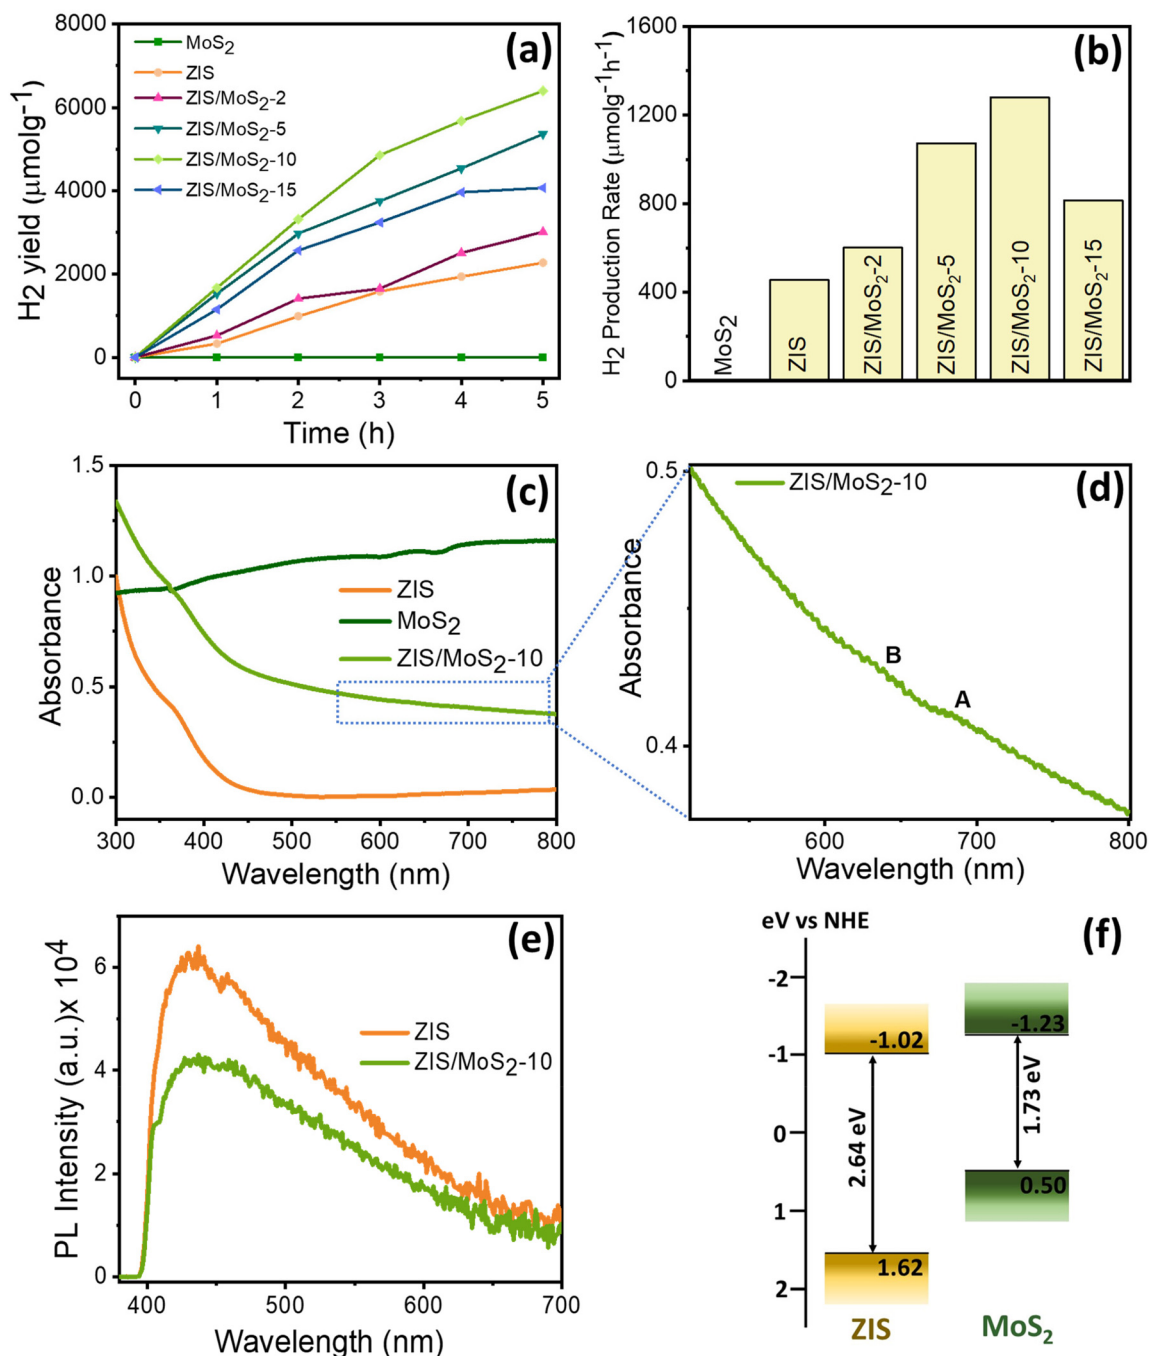 (a)
8000
6000
4000
2000
0
H2 yield (μmolg⁻¹)
MoS₂
ZIS
ZIS/MoS₂-2
ZIS/MoS₂-5
ZIS/MoS₂-10
ZIS/MoS₂-15
0 1 2 3 4 5
Time (h)
(b)
1600
1200
800
400
0
H2 Production Rate (μmolg⁻¹h⁻¹)
MoS₂
ZIS
ZIS/MoS₂-2
ZIS/MoS₂-5
ZIS/MoS₂-10
ZIS/MoS₂-15
(c)
1.5
1.0
0.5
0.0
Absorbance
ZIS
MoS₂
ZIS/MoS₂-10
300 400 500 600 700 800
Wavelength (nm)
(d)
0.5
0.4
Absorbance
ZIS/MoS₂-10
B
A
600 700 800
Wavelength (nm)
(e)
6
4
2
0
PL Intensity (a.u.)x 10⁴
ZIS
ZIS/MoS₂-10
400 500 600 700
Wavelength (nm)
eV vs NHE
(f)
-2
-1
0
1
2
-1.02
2.64 eV
1.62
ZIS
-1.23
1.73 eV
0.50
MoS₂